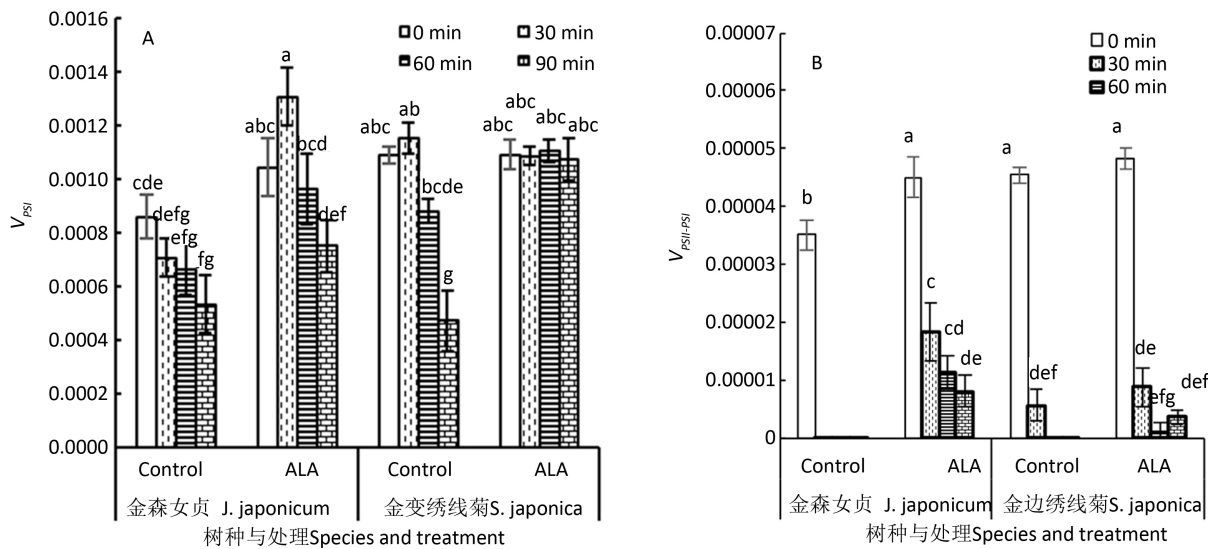 A
0 min 30 min
60 min 90 min
0.0016
0.0014
0.0012
0.0010
0.0008
0.0006
0.0004
0.0002
0.0000
V_PSI
cde defg efg fg
abc a bcd def
abc ab bcde g
abc abc abc abc
Control ALA Control ALA
金森女贞 J. japonicum 金变绣线菊S. japonica
树种与处理Species and treatment
B
0 min
30 min
60 min
0.00007
0.00006
0.00005
0.00004
0.00003
0.00002
0.00001
0
V_PSII-PSI
b
a c cd de
a def
a de efg def
Control ALA Control ALA
金森女贞 J. japonicum 金边绣线菊S. japonica
树种与处理Species and treatment